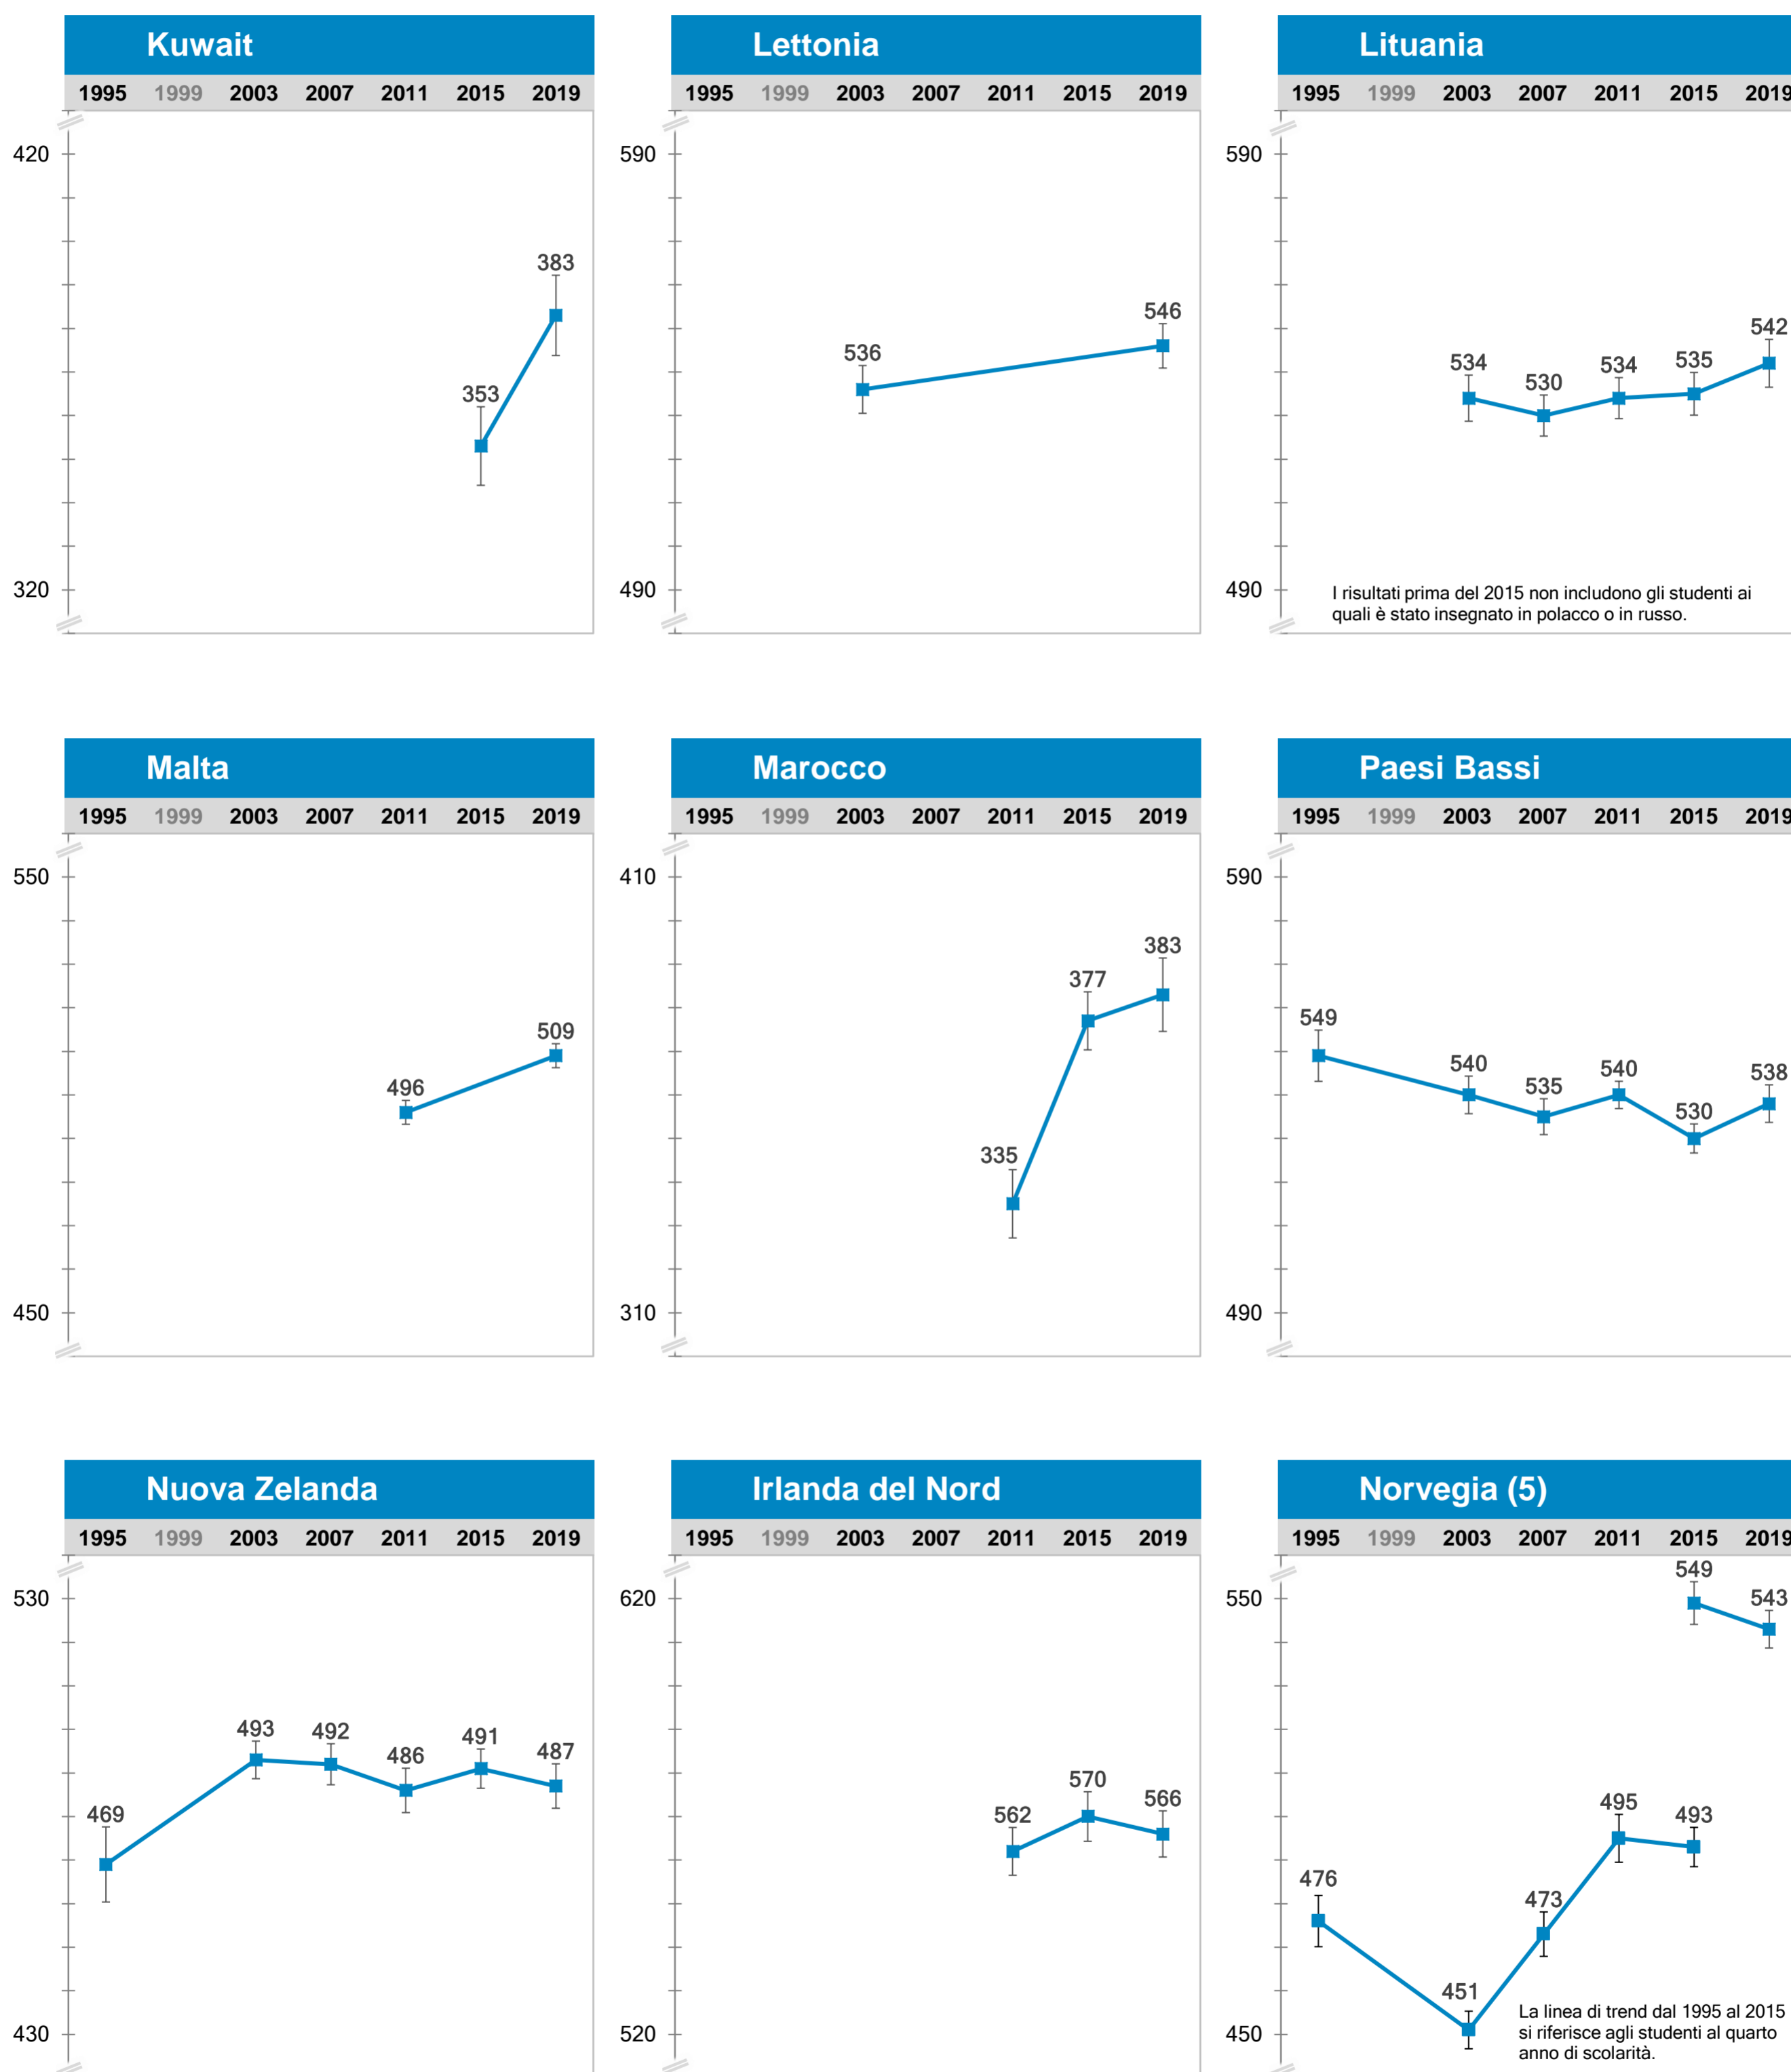 Kuwait
1995 1999 2003 2007 2011 2015 2019
420
383
353
320
Lettonia
1995 1999 2003 2007 2011 2015 2019
590
546
536
490
Lituania
1995 1999 2003 2007 2011 2015 2019
590
534 530 534 535 542
490
I risultati prima del 2015 non includono gli studenti ai
quali è stato insegnato in polacco o in russo.
Malta
1995 1999 2003 2007 2011 2015 2019
550
509
496
450
Marocco
1995 1999 2003 2007 2011 2015 2019
410
383
377
335
310
Paesi Bassi
1995 1999 2003 2007 2011 2015 2019
590
549 540 535 540 530 538
490
Nuova Zelanda
1995 1999 2003 2007 2011 2015 2019
530
469 493 492 486 491 487
430
Irlanda del Nord
1995 1999 2003 2007 2011 2015 2019
620
562 570 566
520
Norvegia (5)
1995 1999 2003 2007 2011 2015 2019
550
549 543
476 451 473 495 493
450
La linea di trend dal 1995 al 2015
si riferisce agli studenti al quarto
anno di scolarità.